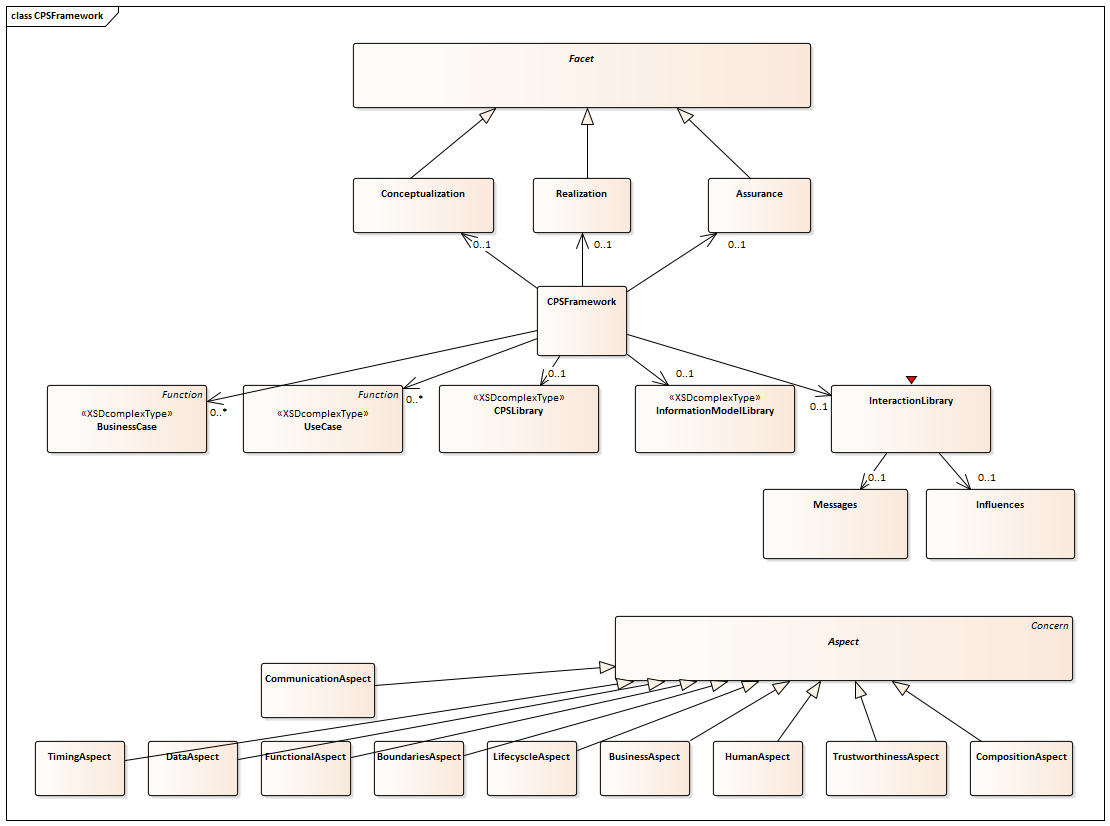 class CPSFramework
Facet
Conceptualization
Realization
Assurance
0..1
0..1
0..1
CPSFramework
Function
«XSDcomplexType»
BusinessCase
0..*
Function
«XSDcomplexType»
UseCase
0..*
0..1
«XSDcomplexType»
CPSLibrary
0..1
«XSDcomplexType»
InformationModelLibrary
0..1
InteractionLibrary
0..1
0..1
Messages
Influences
Concern
Aspect
CommunicationAspect
TimingAspect
DataAspect
FunctionalAspect
BoundariesAspect
LifecyscleAspect
BusinessAspect
HumanAspect
TrustworthinessAspect
CompositionAspect